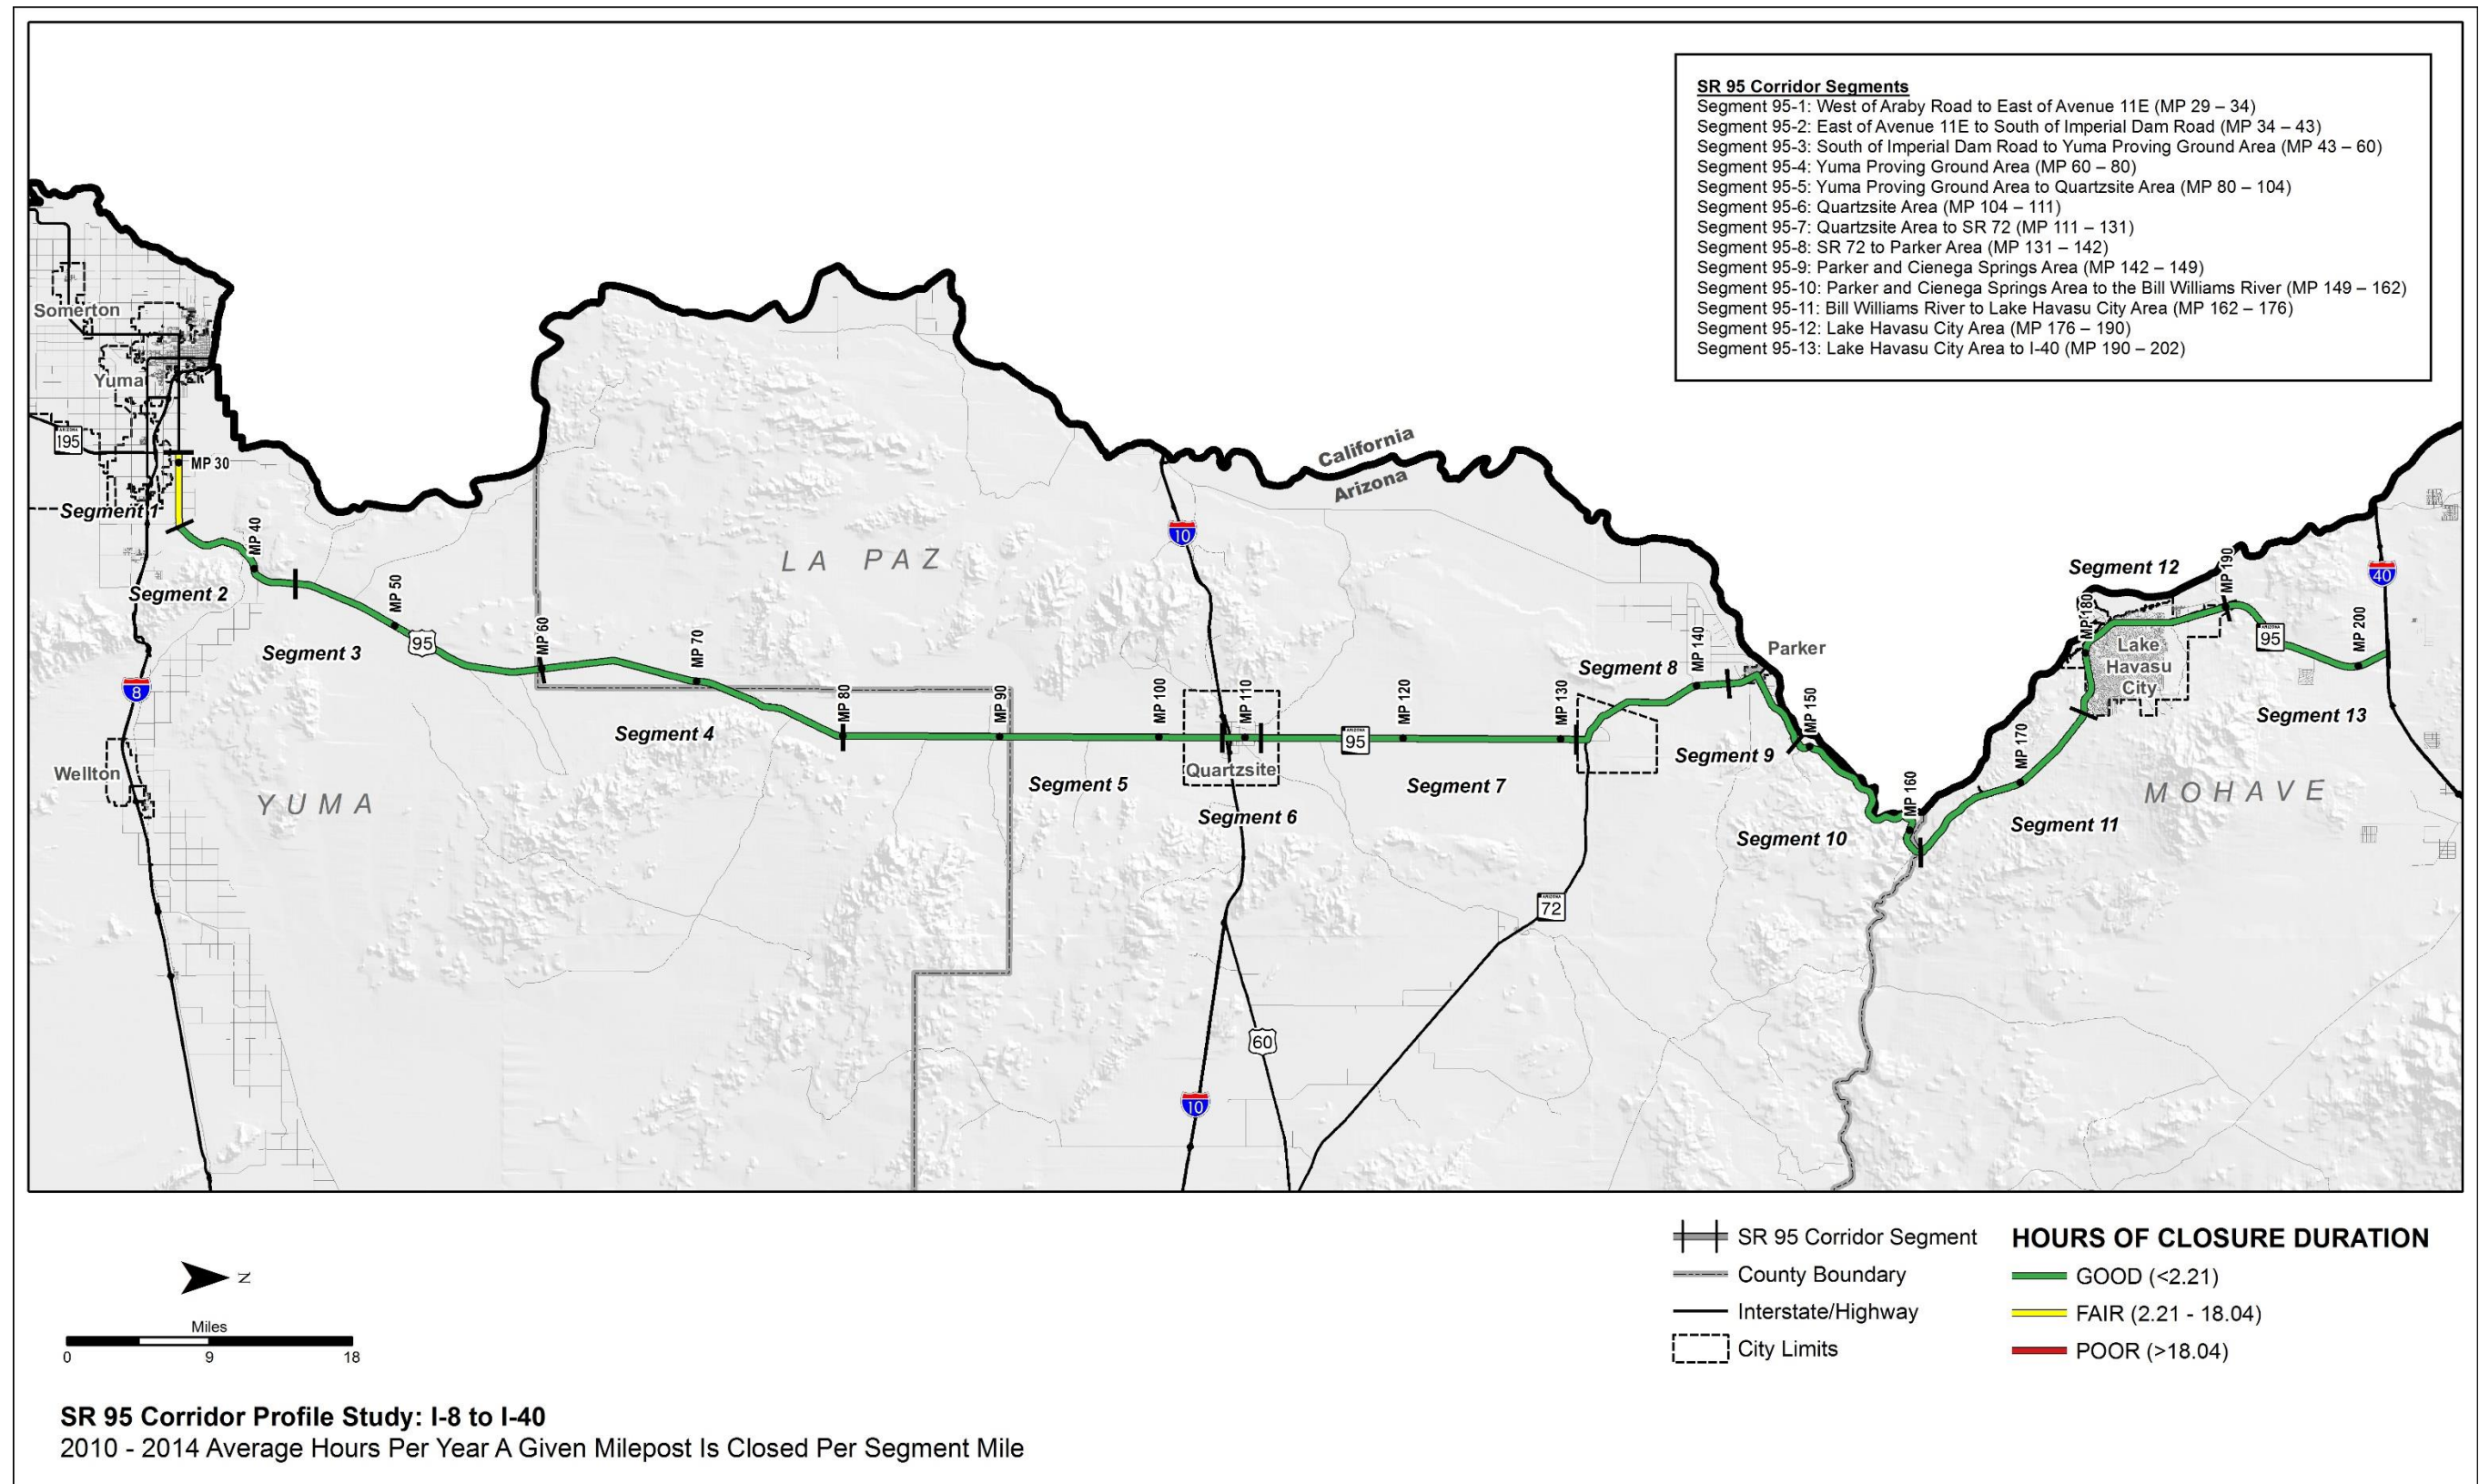 SR 95 Corridor Segments
Segment 95-1: West of Araby Road to East of Avenue 11E (MP 29 – 34)
Segment 95-2: East of Avenue 11E to South of Imperial Dam Road (MP 34 – 43)
Segment 95-3: South of Imperial Dam Road to Yuma Proving Ground Area (MP 43 – 60)
Segment 95-4: Yuma Proving Ground Area (MP 60 – 80)
Segment 95-5: Yuma Proving Ground Area to Quartzsite Area (MP 80 – 104)
Segment 95-6: Quartzsite Area (MP 104 – 111)
Segment 95-7: Quartzsite Area to SR 72 (MP 111 – 131)
Segment 95-8: SR 72 to Parker Area (MP 131 – 142)
Segment 95-9: Parker and Cienega Springs Area (MP 142 – 149)
Segment 95-10: Parker and Cienega Springs Area to the Bill Williams River (MP 149 – 162)
Segment 95-11: Bill Williams River to Lake Havasu City Area (MP 162 – 176)
Segment 95-12: Lake Havasu City Area (MP 176 – 190)
Segment 95-13: Lake Havasu City Area to I-40 (MP 190 – 202)
Somerton
Yuma
ARIZONA
195
MP 30
Segment 1
MP 40
Segment 2
MP 50
95
Segment 3
8
Wellton
YUMA
MP 60
LA PAZ
MP 70
Segment 4
MP 80
MP 90
Segment 5
MP 100
California
Arizona
10
MP 110
Quartzsite
Segment 6
ARIZONA
95
MP 120
Segment 7
MP 130
Segment 8
MP 140
Parker
Segment 9
MP 150
Segment 10
MP 160
ARIZONA
72
60
10
MP 170
Segment 11
MOHAVE
Segment 12
MP 180
Lake
Havasu
City
MP 190
ARIZONA
95
MP 200
40
Segment 13
N
Miles
0 9 18
SR 95 Corridor Segment
County Boundary
Interstate/Highway
City Limits
HOURS OF CLOSURE DURATION
GOOD (<2.21)
FAIR (2.21 - 18.04)
POOR (>18.04)
SR 95 Corridor Profile Study: I-8 to I-40
2010 - 2014 Average Hours Per Year A Given Milepost Is Closed Per Segment Mile